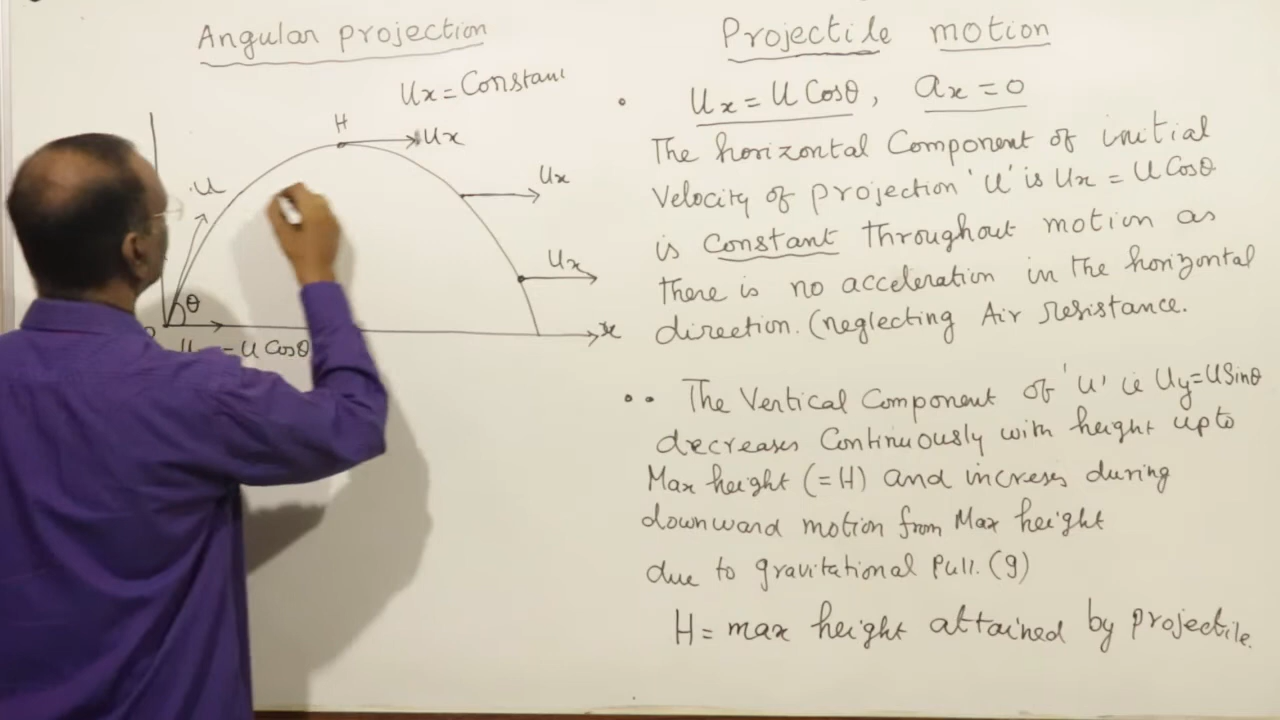 Angular projection
Ux = Constant
H
Ux
Ux
Ux
U
θ
x
U Cosθ
Projectile motion
• Ux = U Cosθ, ax = 0
The horizontal Component of initial
Velocity of projection 'U' is Ux = U Cosθ
is Constant throughout motion as
there is no acceleration in the horizontal
direction. (neglecting Air resistance.
•• The Vertical Component of 'U' ie Uy=USinθ
decreases Continuously with height upto
Max height (=H) and increses during
downward motion from Max height
due to gravitational Pull. (g)
H = max height attained by projectile.